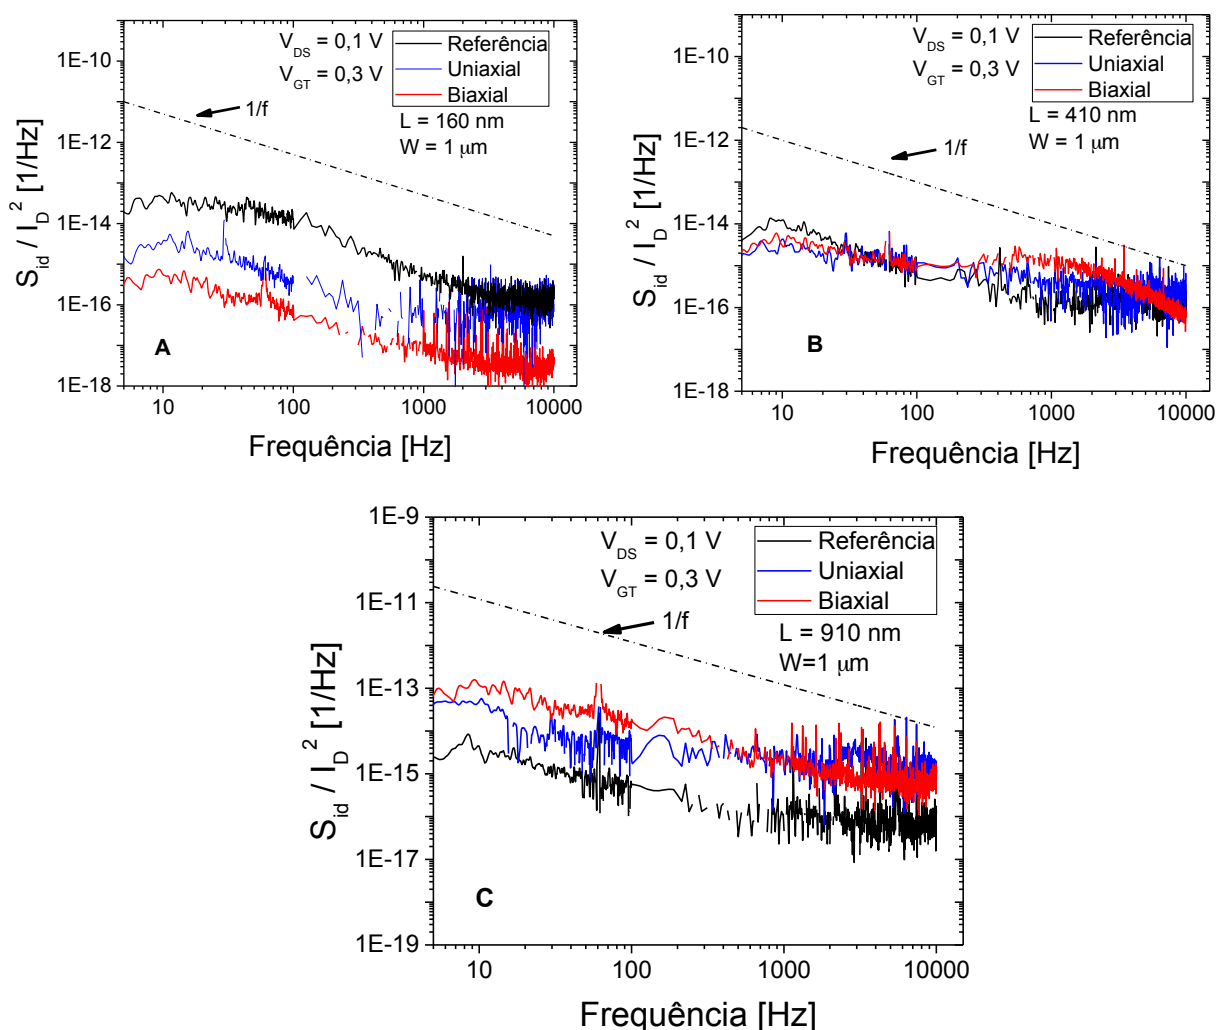 V_DS = 0,1 V
V_GT = 0,3 V
Referência
Uniaxial
Biaxial
L = 160 nm
W = 1 μm
1/f
1E-10
1E-12
1E-14
1E-16
1E-18
S_id / I_D^2 [1/Hz]
A
10 100 1000 10000
Frequência [Hz]
V_DS = 0,1 V
V_GT = 0,3 V
Referência
Uniaxial
Biaxial
L = 410 nm
W = 1 μm
1/f
1E-10
1E-12
1E-14
1E-16
1E-18
S_id / I_D^2 [1/Hz]
B
10 100 1000 10000
Frequência [Hz]
V_DS = 0,1 V
V_GT = 0,3 V
Referência
Uniaxial
Biaxial
L = 910 nm
W=1 μm
1/f
1E-9
1E-11
1E-13
1E-15
1E-17
1E-19
S_id / I_D^2 [1/Hz]
C
10 100 1000 10000
Frequência [Hz]